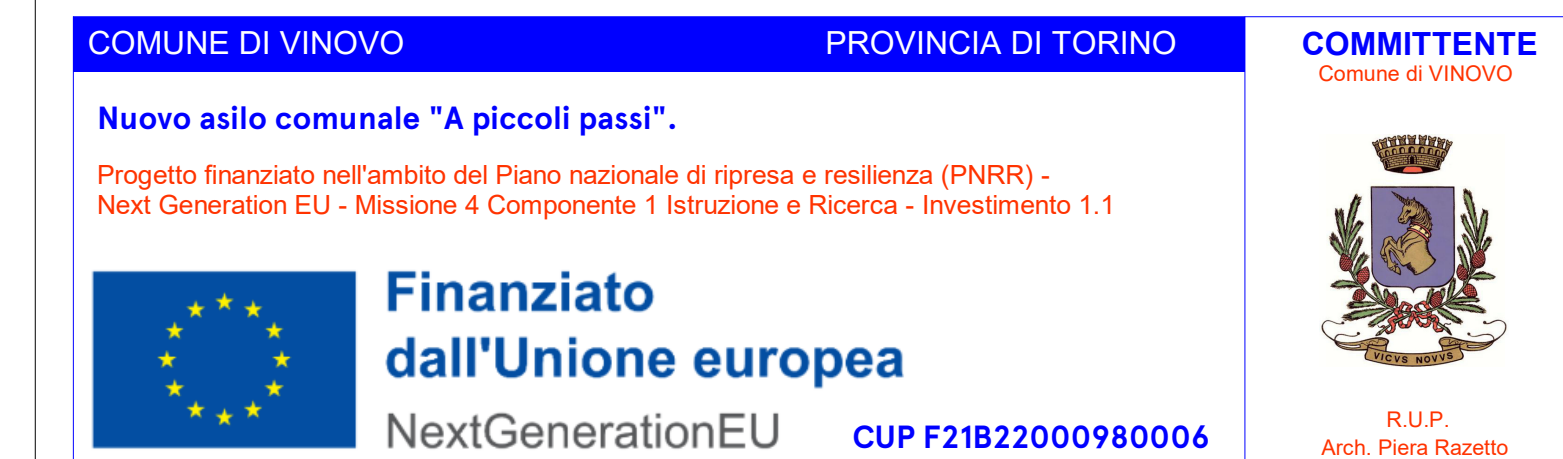 COMUNE DI VINOVO PROVINCIA DI TORINO
Nuovo asilo comunale "A piccoli passi".
Progetto finanziato nell'ambito del Piano nazionale di ripresa e resilienza (PNRR) -
Next Generation EU - Missione 4 Componente 1 Istruzione e Ricerca - Investimento 1.1
Finanziato
dall'Unione europea
NextGenerationEU
CUP F21B22000980006
COMMITTENTE
Comune di VINOVO
VICVS NOVVS
R.U.P.
Arch. Piera Razetto